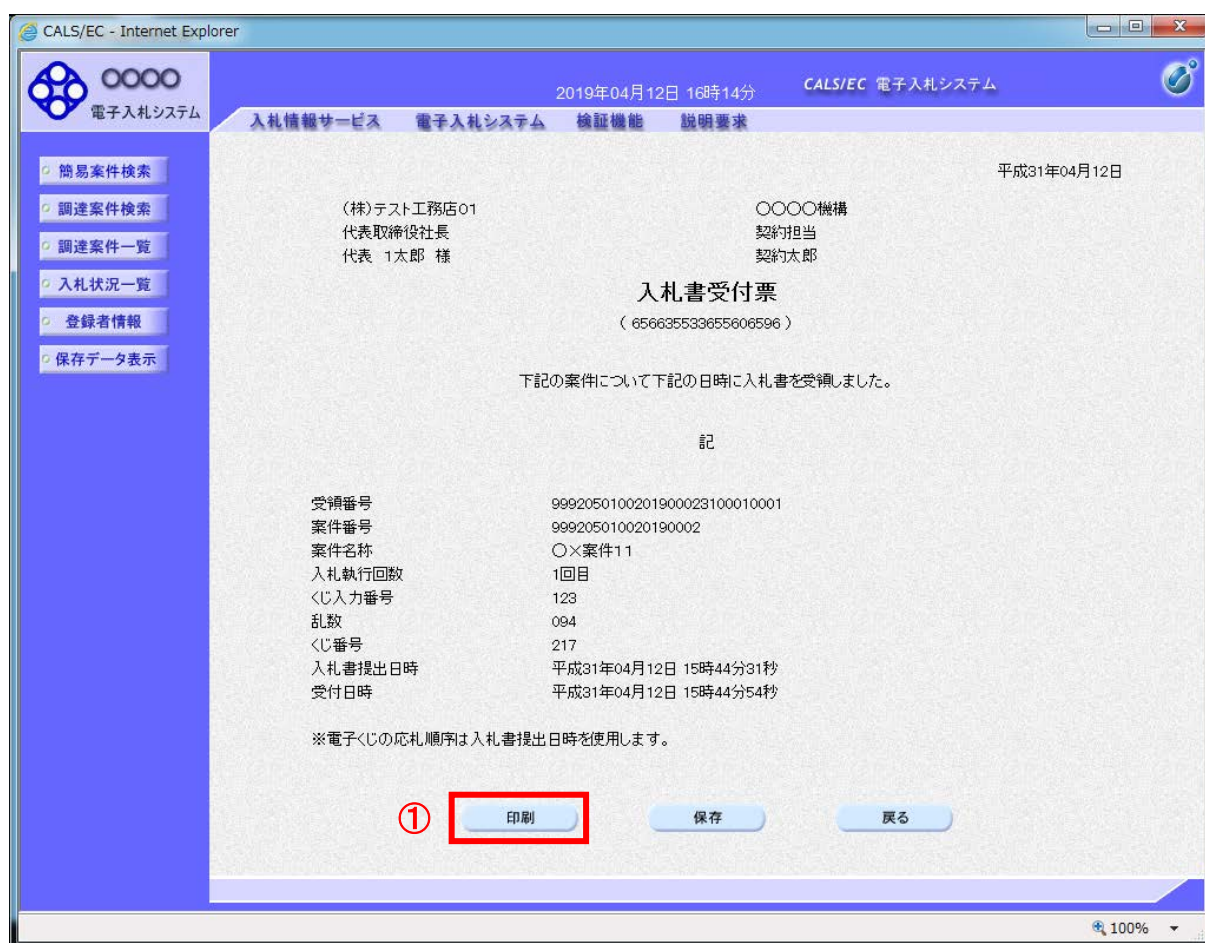 CALS/EC - Internet Explorer
〇〇〇〇
電子入札システム
2019年04月12日 16時14分
CALS/EC 電子入札システム
入札情報サービス 電子入札システム 検証機能 説明要求
簡易案件検索
調達案件検索
調達案件一覧
入札状況一覧
登録者情報
保存データ表示
平成31年04月12日
(株)テスト工務店01
代表取締役社長
代表 1太郎 様
〇〇〇〇機構
契約担当
契約太郎
入札書受付票
( 656635533655606596 )
下記の案件について下記の日時に入札書を受領しました。
記
受領番号 9992050100201900023100010001
案件番号 999205010020190002
案件名称 〇×案件11
入札執行回数 1回目
くじ入力番号 123
乱数 094
くじ番号 217
入札書提出日時 平成31年04月12日 15時44分31秒
受付日時 平成31年04月12日 15時44分54秒
※電子くじの応札順序は入札書提出日時を使用します。
① 印刷 保存 戻る
100%